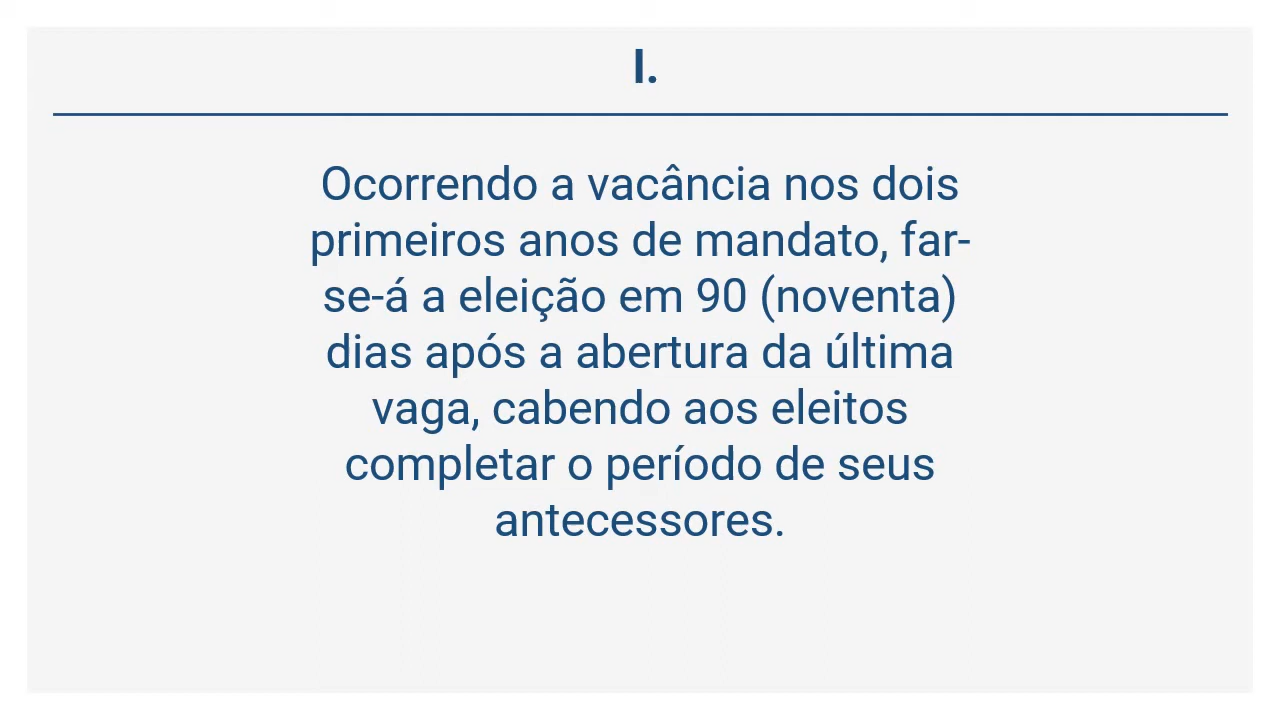 I.
Ocorrendo a vacância nos dois
primeiros anos de mandato, far-
se-á a eleição em 90 (noventa)
dias após a abertura da última
vaga, cabendo aos eleitos
completar o período de seus
antecessores.